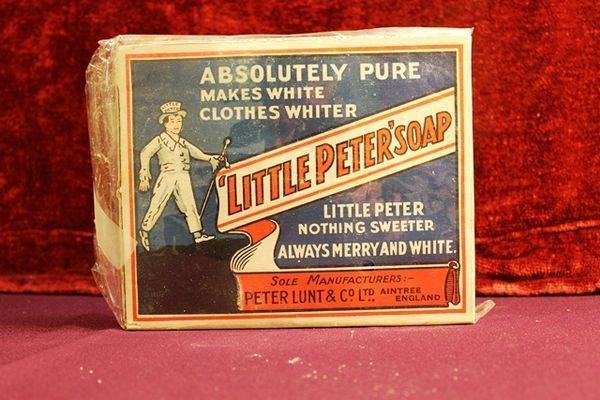 ABSOLUTELY PURE
MAKES WHITE
CLOTHES WHITER
'LITTLE PETER' SOAP
LITTLE PETER
NOTHING SWEETER
ALWAYS MERRY AND WHITE.
SOLE MANUFACTURERS:-
PETER LUNT & CO LTD., AINTREE
ENGLAND